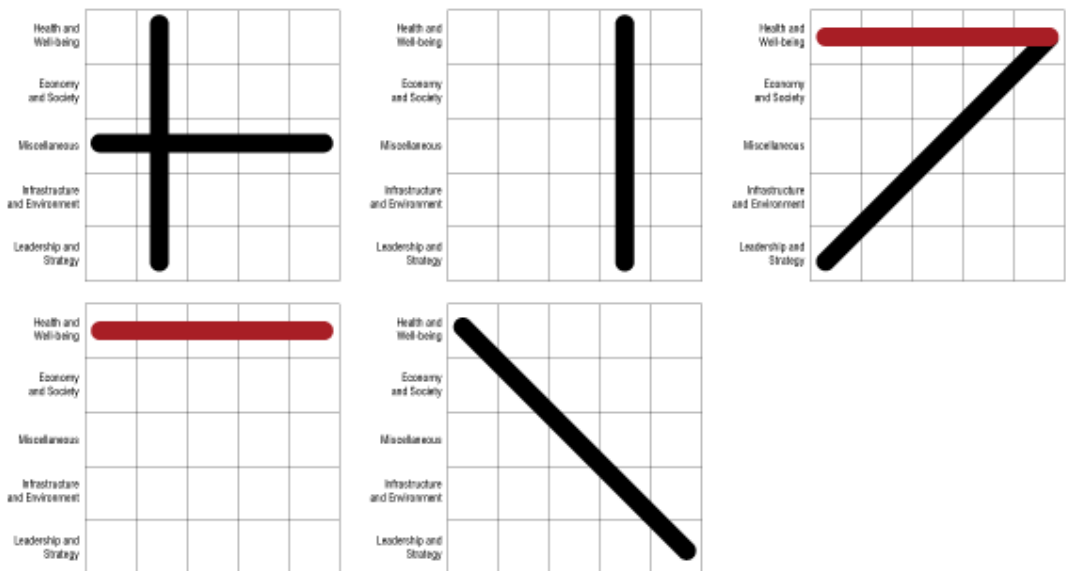 Health and
Well-being
Economy
and Society
Miscellaneous
Infrastructure
and Environment
Leadership and
Strategy
Health and
Well-being
Economy
and Society
Miscellaneous
Infrastructure
and Environment
Leadership and
Strategy
Health and
Well-being
Economy
and Society
Miscellaneous
Infrastructure
and Environment
Leadership and
Strategy
Health and
Well-being
Economy
and Society
Miscellaneous
Infrastructure
and Environment
Leadership and
Strategy
Health and
Well-being
Economy
and Society
Miscellaneous
Infrastructure
and Environment
Leadership and
Strategy